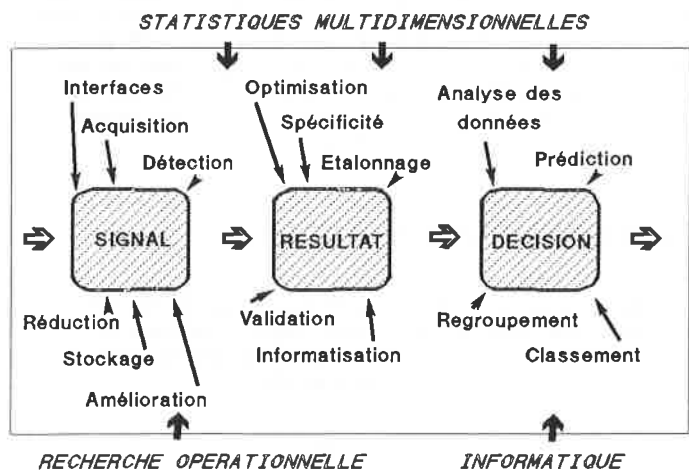 STATISTIQUES MULTIDIMENSIONNELLES
Interfaces
Acquisition
Détection
Optimisation
Spécificité
Etalonnage
Analyse des
données
Prédiction
SIGNAL
RESULTAT
DECISION
Réduction
Stockage
Amélioration
Validation
Informatisation
Regroupement
Classement
RECHERCHE OPERATIONNELLE
INFORMATIQUE